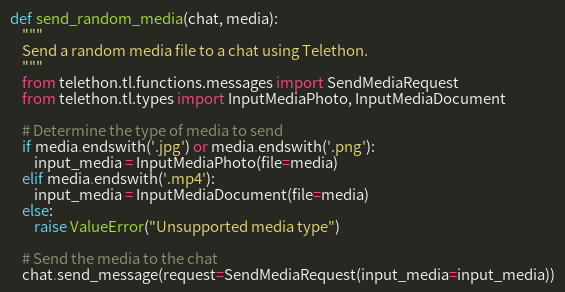 def send_random_media(chat, media):
    """
    Send a random media file to a chat using Telethon.
    """
    from telethon.tl.functions.messages import SendMediaRequest
    from telethon.tl.types import InputMediaPhoto, InputMediaDocument

    # Determine the type of media to send
    if media.endswith('.jpg') or media.endswith('.png'):
        input_media = InputMediaPhoto(file=media)
    elif media.endswith('.mp4'):
        input_media = InputMediaDocument(file=media)
    else:
        raise ValueError("Unsupported media type")

    # Send the media to the chat
    chat.send_message(request=SendMediaRequest(input_media=input_media))